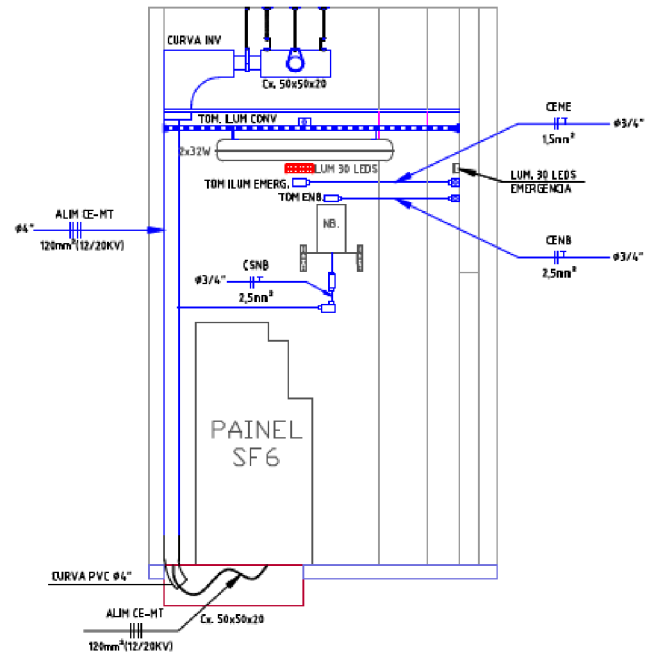 CURVA INV
Cx. 50x50x20
TOM. ILUM CONV
CEME
ø3/4"
1,5mm²
2x32W
LUM 30 LEDS
LUM. 30 LEDS
EMERGENCIA
TOM ILUM EMERG.
TOM ENB.
ALIM CE-MT
ø4"
120mm²(12/20KV)
NB.
CENB
ø3/4"
2,5mm²
CSNB
ø3/4"
2,5mm²
PAINEL
SF6
CURVA PVC ø4"
ALIM CE-MT
Cx. 50x50x20
120mm²(12/20KV)